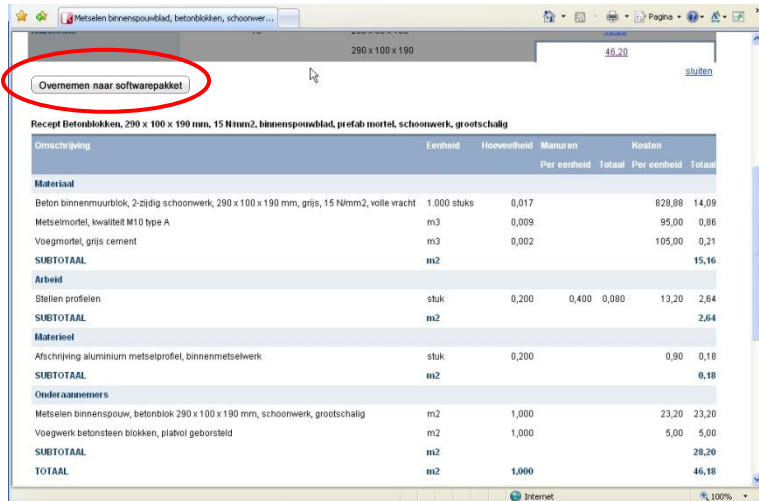 Metselen binnenspouwblad, betonblokken, schoonwer...
Pagina
290 x 100 x 190
46,20
sluiten
Overnemen naar softwarepakket
Recept Betonblokken, 290 x 100 x 190 mm, 15 N/mm2, binnenspouwblad, prefab mortel, schoonwerk, grootschalig
Omschrijving Eenheid Hoeveelheid Manuren Kosten
Per eenheid Totaal Per eenheid Totaal
Materiaal
Beton binnenmuurblok, 2-zijdig schoonwerk, 290 x 100 x 190 mm, grijs, 15 N/mm2, volle vracht 1.000 stuks 0,017 828,88 14,09
Metselmortel, kwaliteit M10 type A m3 0,009 95,00 0,86
Voegmortel, grijs cement m3 0,002 105,00 0,21
SUBTOTAAL m2 15,16
Arbeid
Stellen profielen stuk 0,200 0,400 0,080 13,20 2,64
SUBTOTAAL m2 2,64
Materieel
Afschrijving aluminium metselprofiel, binnenmetselwerk stuk 0,200 0,90 0,18
SUBTOTAAL m2 0,18
Onderaannemers
Metselen binnenspouw, betonblok 290 x 100 x 190 mm, schoonwerk, grootschalig m2 1,000 23,20 23,20
Voegwerk betonsteen blokken, platvol geborsteld m2 1,000 5,00 5,00
SUBTOTAAL m2 28,20
TOTAAL m2 1,000 46,18
Internet 100%